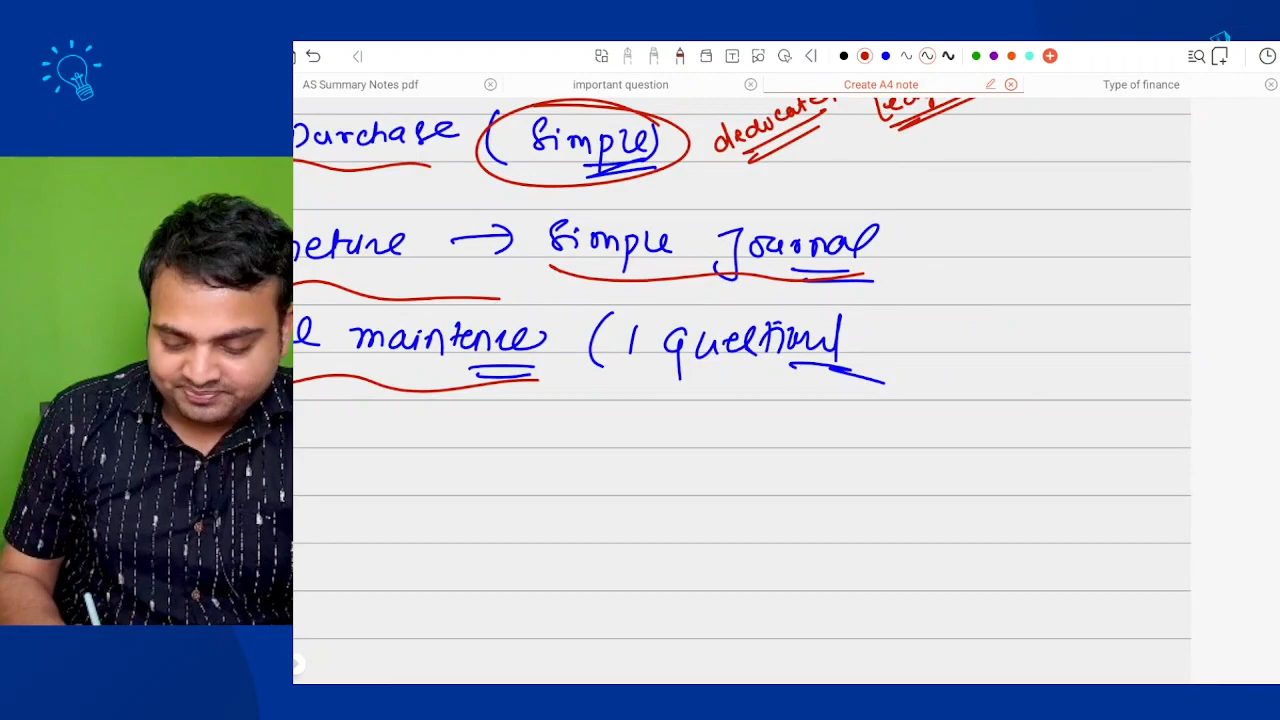 AS Summary Notes pdf important question Create A4 note Type of finance
purchase (simple)
→ simple Journal
maintence (1 question